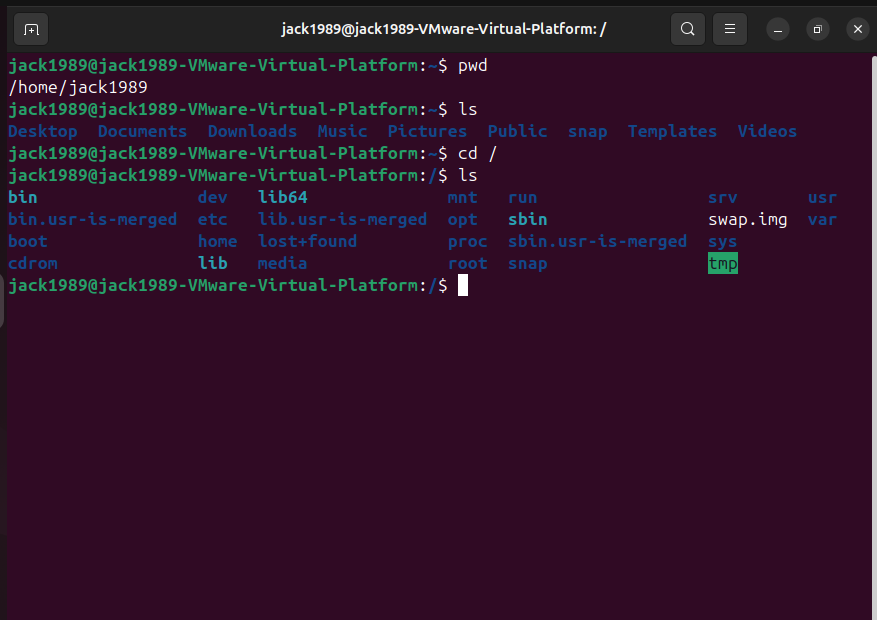 jack1989@jack1989-VMware-Virtual-Platform: /
jack1989@jack1989-VMware-Virtual-Platform:~$ pwd
/home/jack1989
jack1989@jack1989-VMware-Virtual-Platform:~$ ls
Desktop  Documents  Downloads  Music  Pictures  Public  snap  Templates  Videos
jack1989@jack1989-VMware-Virtual-Platform:~$ cd /
jack1989@jack1989-VMware-Virtual-Platform:/$ ls
bin                dev   lib64              mnt   run                 srv       usr
bin.usr-is-merged  etc   lib.usr-is-merged  opt   sbin                swap.img  var
boot               home  lost+found         proc  sbin.usr-is-merged  sys
cdrom              lib   media              root  snap                tmp
jack1989@jack1989-VMware-Virtual-Platform:/$